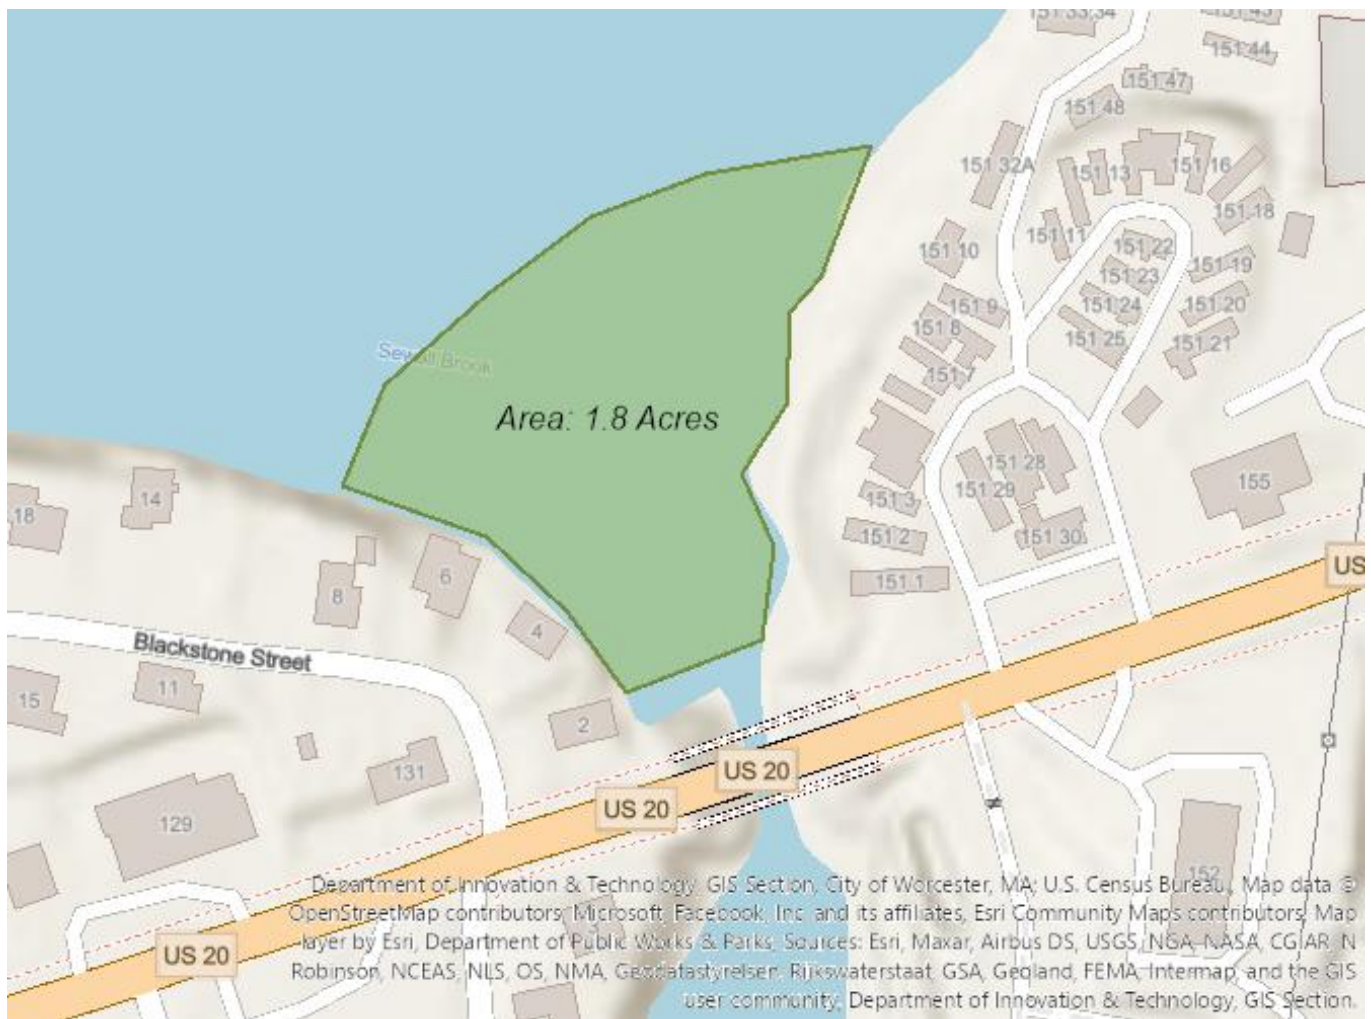 151 33,34
151 43
151 44
151 47
151 48
151 32A
151 13
151 16
151 18
151 11
151 10
151 22
151 19
151 23
151 9
151 24
151 20
151 8
151 25
151 21
Sewall Brook
151 7
Area: 1.8 Acres
151 28
155
14
151 3
151 29
18
151 2
151 30
US
6
151 1
8
4
Blackstone Street
11
15
2
131
US 20
US 20
129
152
Department of Innovation & Technology, GIS Section, City of Worcester, MA; U.S. Census Bureau, Map data ©
OpenStreetMap contributors, Microsoft, Facebook, Inc. and its affiliates, Esri Community Maps contributors, Map
layer by Esri, Department of Public Works & Parks, Sources: Esri, Maxar, Airbus DS, USGS, NGA, NASA, CGIAR, N
US 20
Robinson, NCEAS, NLS, OS, NMA, Geodatastyrelsen, Rijkswaterstaat, GSA, Geoland, FEMA, Intermap, and the GIS
user community, Department of Innovation & Technology, GIS Section.